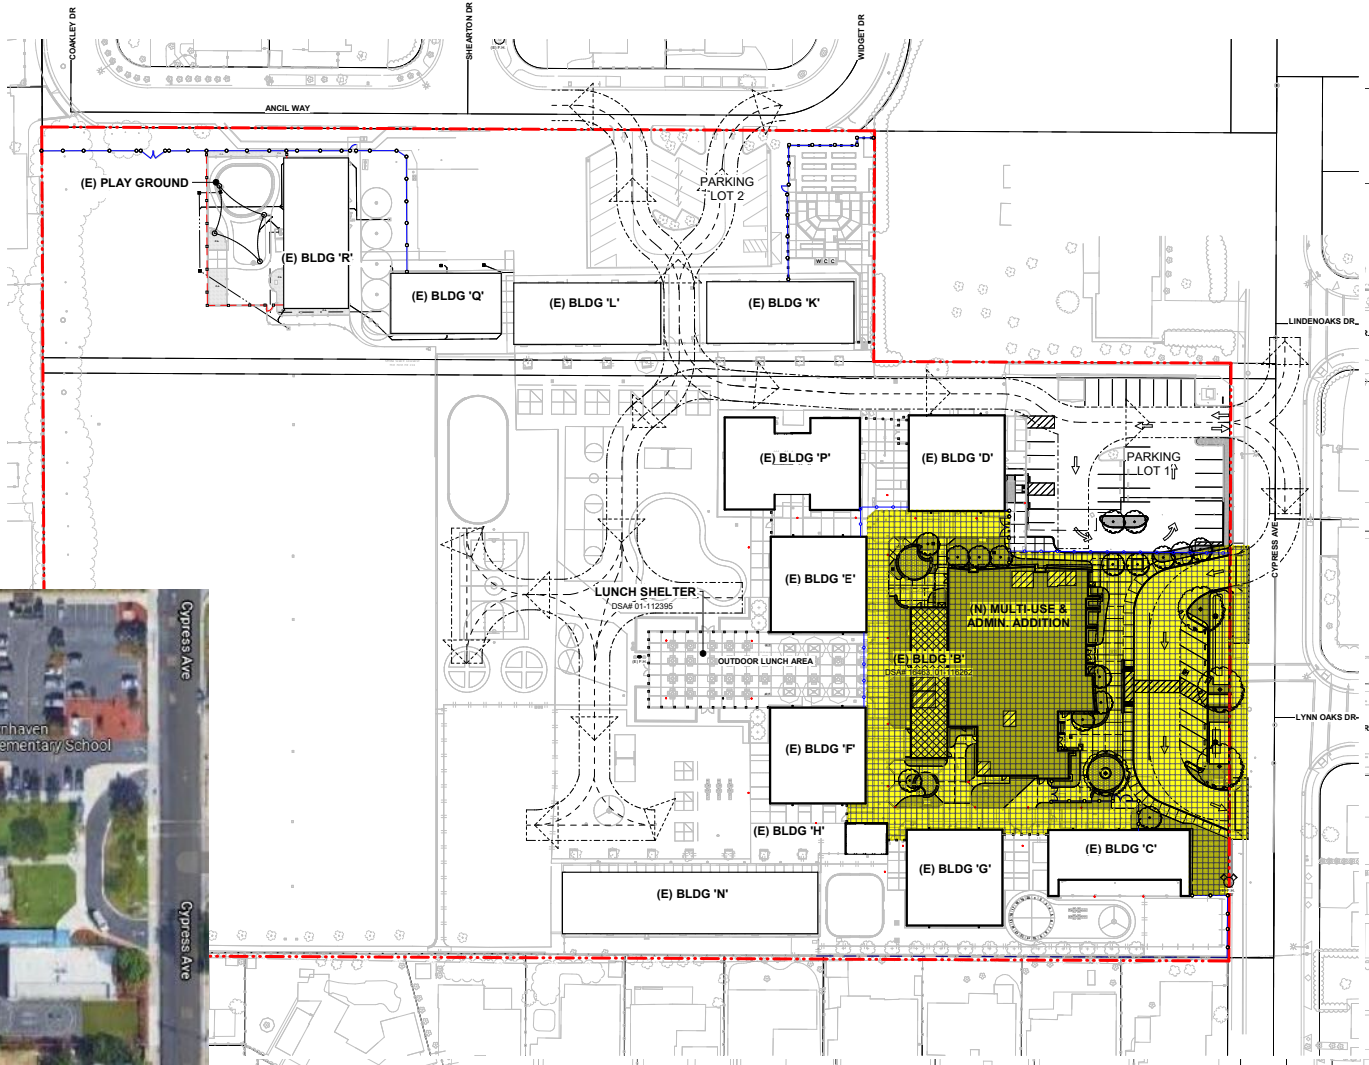 COAKLEY DR
SHEARTON DR
WIDGET DR
ANCIL WAY
(E) PLAY GROUND
PARKING
LOT 2
(E) BLDG 'R'
W C C
(E) BLDG 'Q'
(E) BLDG 'L'
(E) BLDG 'K'
LINDENOAKS DR
(E) BLDG 'P'
(E) BLDG 'D'
PARKING
LOT 1
CYPRESS AVE
(E) BLDG 'E'
LUNCH SHELTER
DSA# 01-112395
(N) MULTI-USE &
ADMIN. ADDITION
OUTDOOR LUNCH AREA
(E) BLDG 'B'
LYNN OAKS DR
(E) BLDG 'F'
(E) BLDG 'H'
(E) BLDG 'C'
(E) BLDG 'G'
(E) BLDG 'N'
Cypress Ave
nhaven
ementary School
Cypress Ave